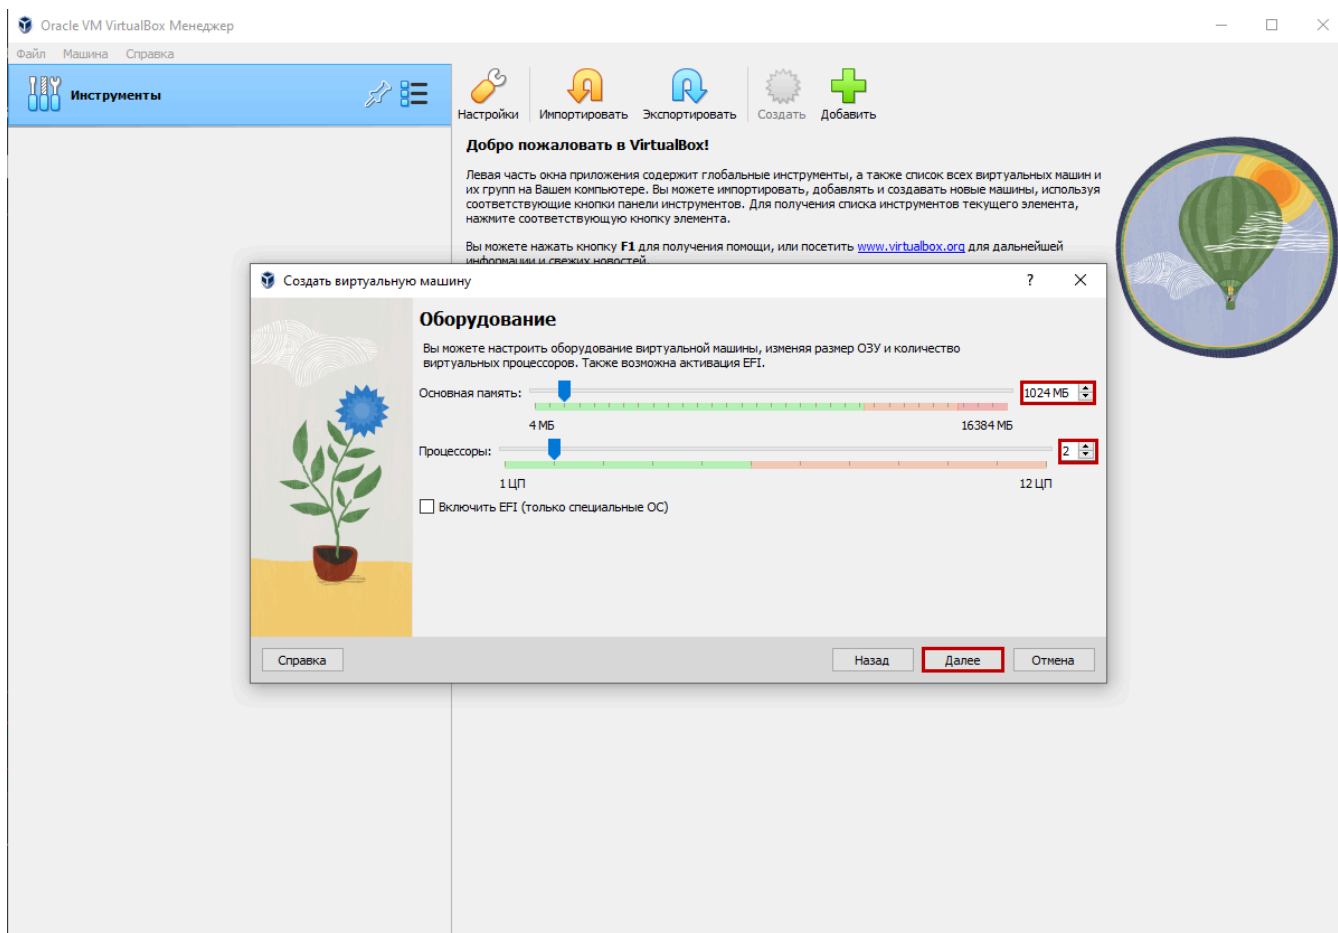 Oracle VM VirtualBox Менеджер
Файл Машина Справка
Инструменты
Настройки Импортировать Экспортировать Создать Добавить
Добро пожаловать в VirtualBox!
Левая часть окна приложения содержит глобальные инструменты, а также список всех виртуальных машин и
их групп на Вашем компьютере. Вы можете импортировать, добавлять и создавать новые машины, используя
соответствующие кнопки панели инструментов. Для получения списка инструментов текущего элемента,
нажмите соответствующую кнопку элемента.
Вы можете нажать кнопку F1 для получения помощи, или посетить www.virtualbox.org для дальнейшей
информации и свежих новостей.
Создать виртуальную машину ?
Оборудование
Вы можете настроить оборудование виртуальной машины, изменяя размер ОЗУ и количество
виртуальных процессоров. Также возможна активация EFI.
Основная память: 1024 МБ
4 МБ 16384 МБ
Процессоры: 2
1 ЦП 12 ЦП
Включить EFI (только специальные ОС)
Справка Назад Далее Отмена